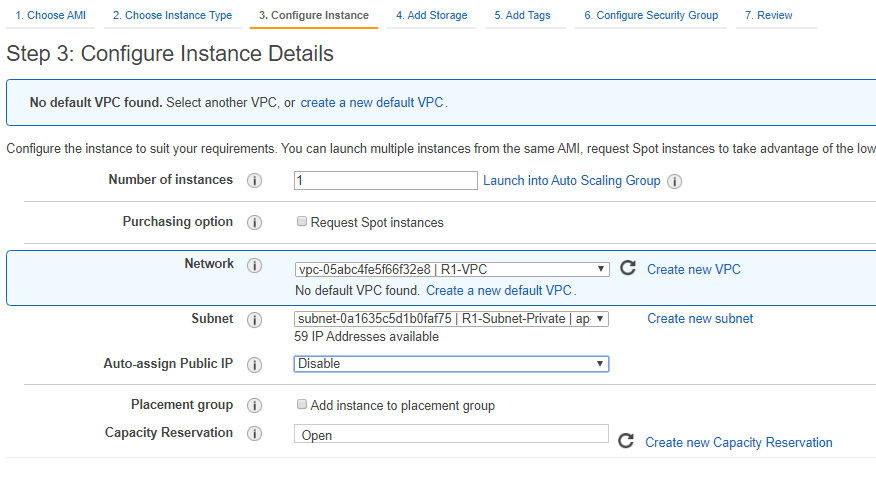 1. Choose AMI 2. Choose Instance Type 3. Configure Instance 4. Add Storage 5. Add Tags 6. Configure Security Group 7. Review
Step 3: Configure Instance Details
No default VPC found. Select another VPC, or create a new default VPC.
Configure the instance to suit your requirements. You can launch multiple instances from the same AMI, request Spot instances to take advantage of the low
Number of instances i 1 Launch into Auto Scaling Group i
Purchasing option i Request Spot instances
Network i vpc-05abc4fe5f66f32e8 | R1-VPC Create new VPC
No default VPC found. Create a new default VPC.
Subnet i subnet-0a1635c5d1b0faf75 | R1-Subnet-Private | ap- Create new subnet
59 IP Addresses available
Auto-assign Public IP i Disable
Placement group i Add instance to placement group
Capacity Reservation i Open Create new Capacity Reservation